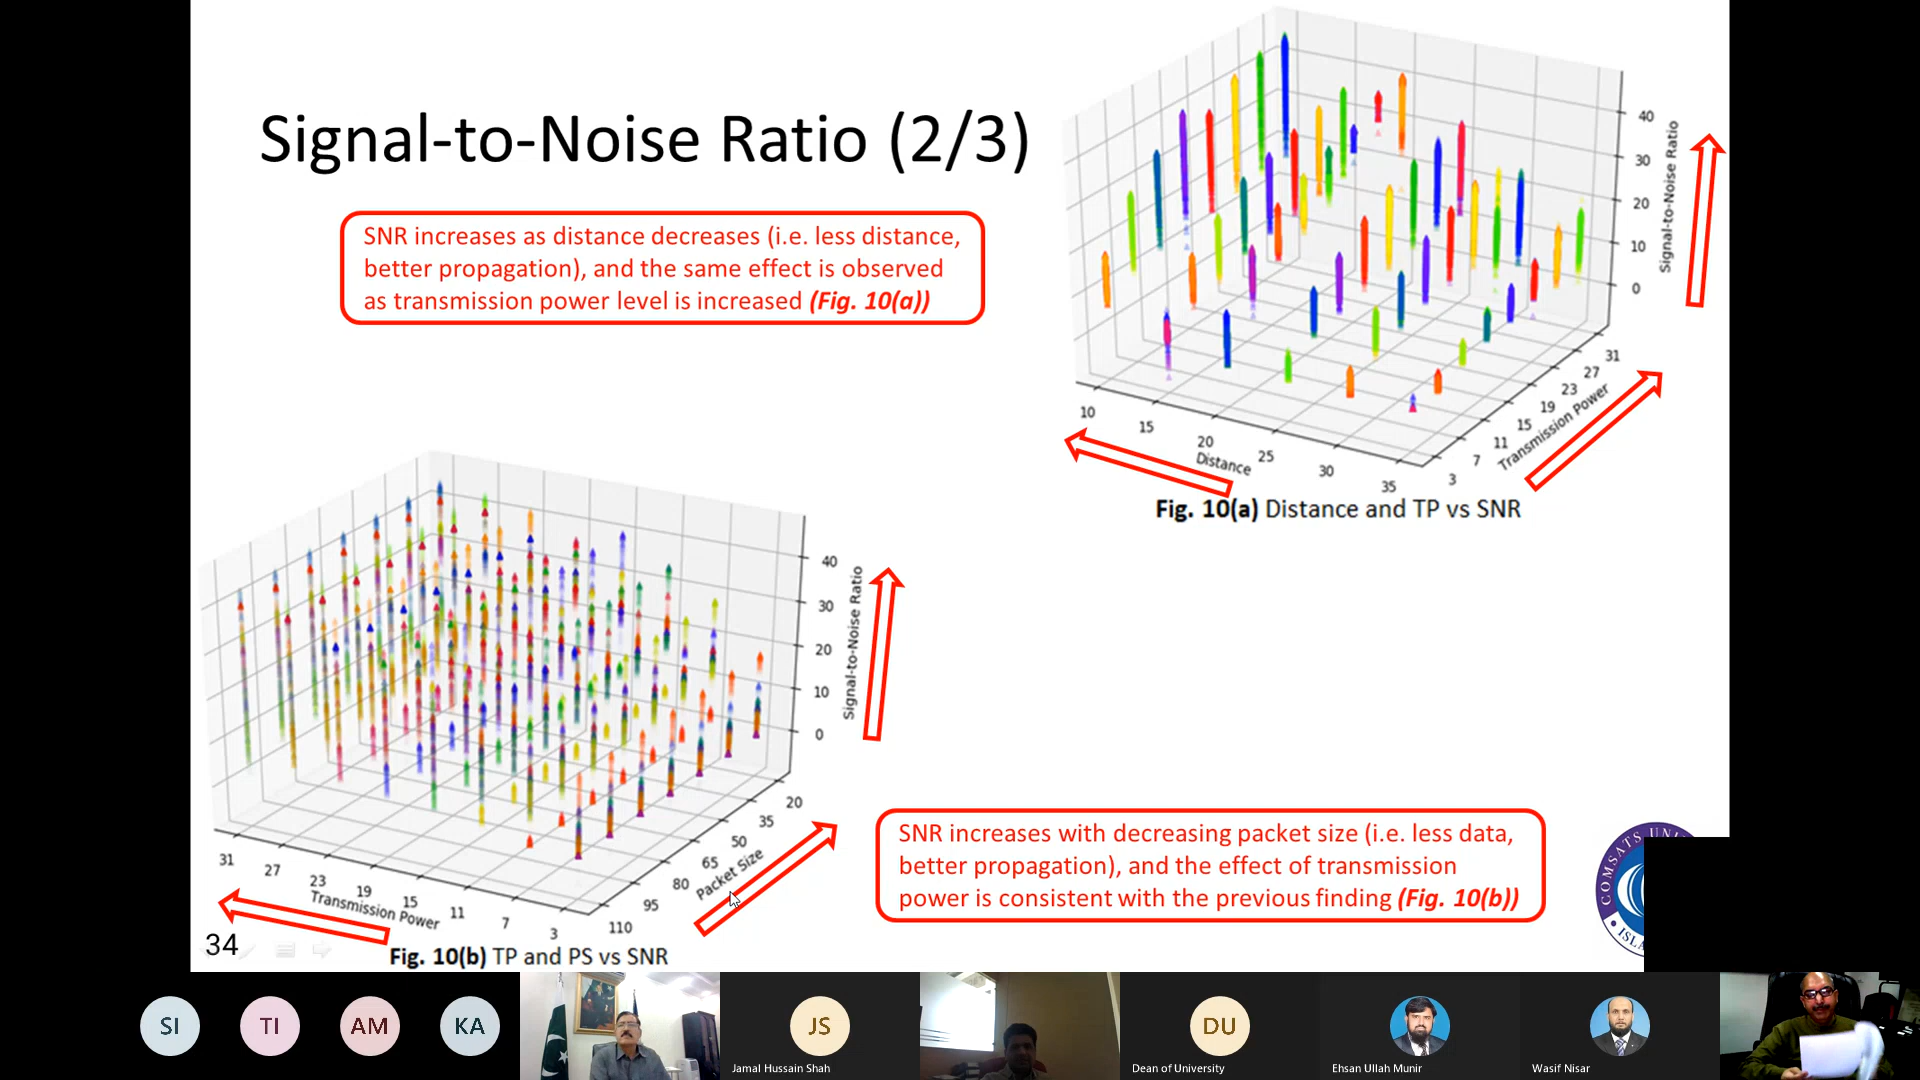 Signal-to-Noise Ratio (2/3)
SNR increases as distance decreases (i.e. less distance,
better propagation), and the same effect is observed
as transmission power level is increased (Fig. 10(a))
40
30
20
10
0
Signal-to-Noise Ratio
31
27
23
19
15
11
7
3
Transmission Power
10
15
20
25
30
35
Distance
Fig. 10(a) Distance and TP vs SNR
40
30
20
10
0
Signal-to-Noise Ratio
20
35
50
65
80
95
110
Packet Size
31
27
23
19
15
11
7
3
Transmission Power
Fig. 10(b) TP and PS vs SNR
SNR increases with decreasing packet size (i.e. less data,
better propagation), and the effect of transmission
power is consistent with the previous finding (Fig. 10(b))
34
COMSATS UNI
ISL
SI
TI
AM
KA
JS
Jamal Hussain Shah
DU
Dean of University
Ehsan Ullah Munir
Wasif Nisar